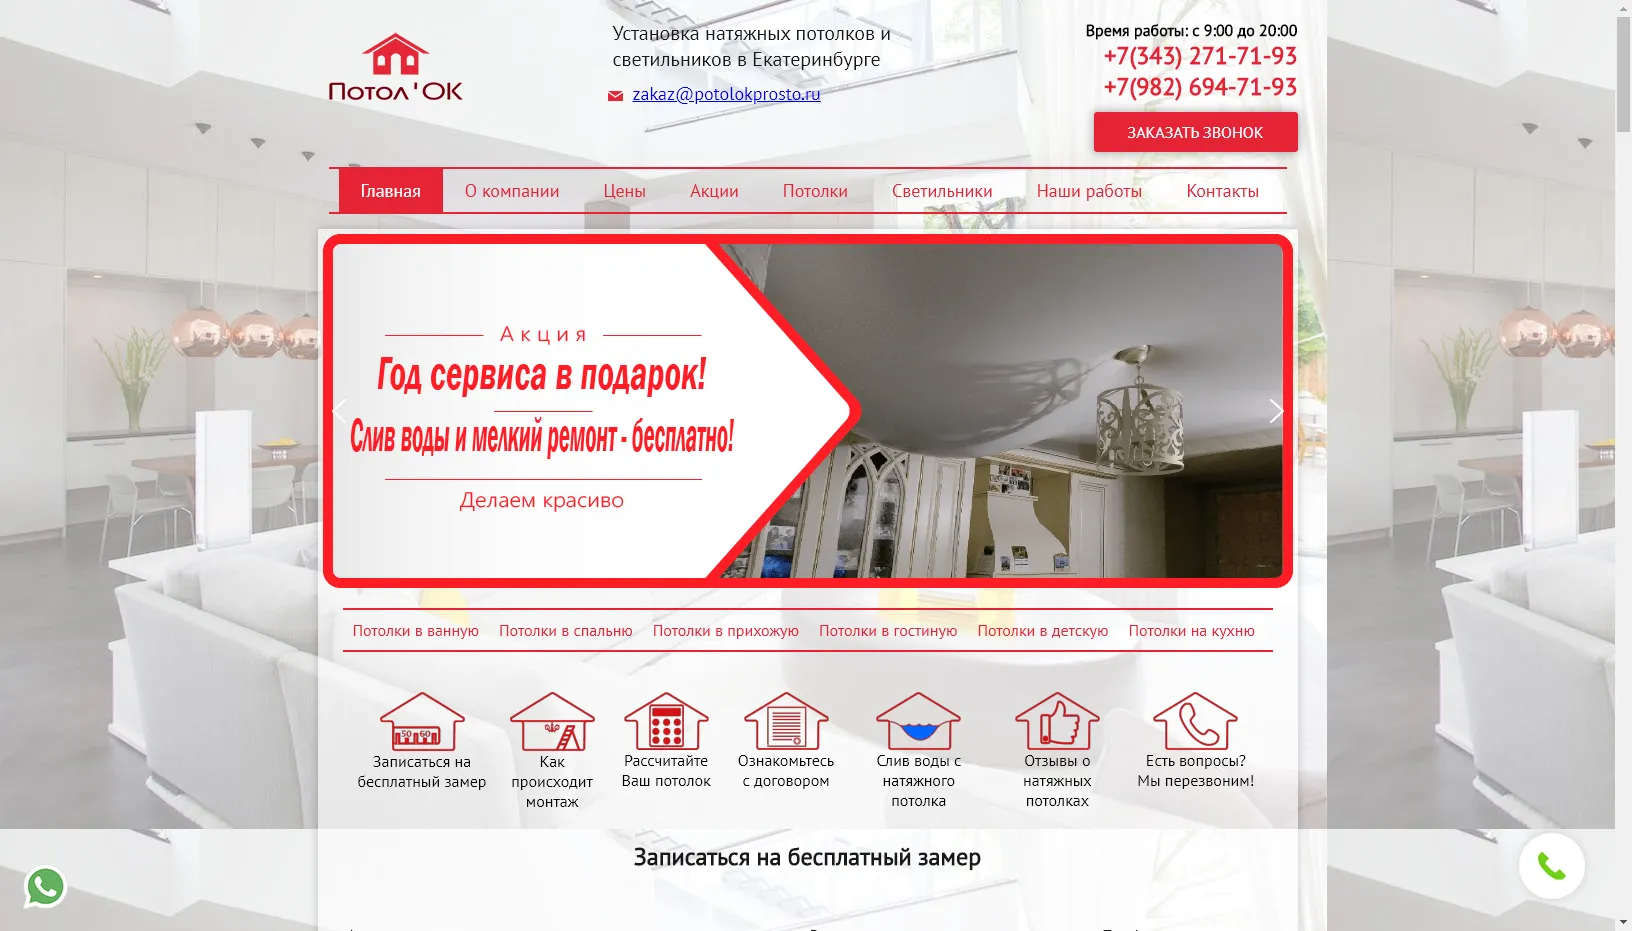 Потол'ОК
Установка натяжных потолков и
светильников в Екатеринбурге
zakaz@potolokprosto.ru
Время работы: с 9:00 до 20:00
+7(343) 271-71-93
+7(982) 694-71-93
ЗАКАЗАТЬ ЗВОНОК
Главная О компании Цены Акции Потолки Светильники Наши работы Контакты
Акция
Год сервиса в подарок!
Слив воды и мелкий ремонт - бесплатно!
Делаем красиво
Потолки в ванную Потолки в спальню Потолки в прихожую Потолки в гостиную Потолки в детскую Потолки на кухню
50 60
Записаться на
бесплатный замер
Как
происходит
монтаж
Рассчитайте
Ваш потолок
Ознакомьтесь
с договором
Слив воды с
натяжного
потолка
Отзывы о
натяжных
потолках
Есть вопросы?
Мы перезвоним!
Записаться на бесплатный замер